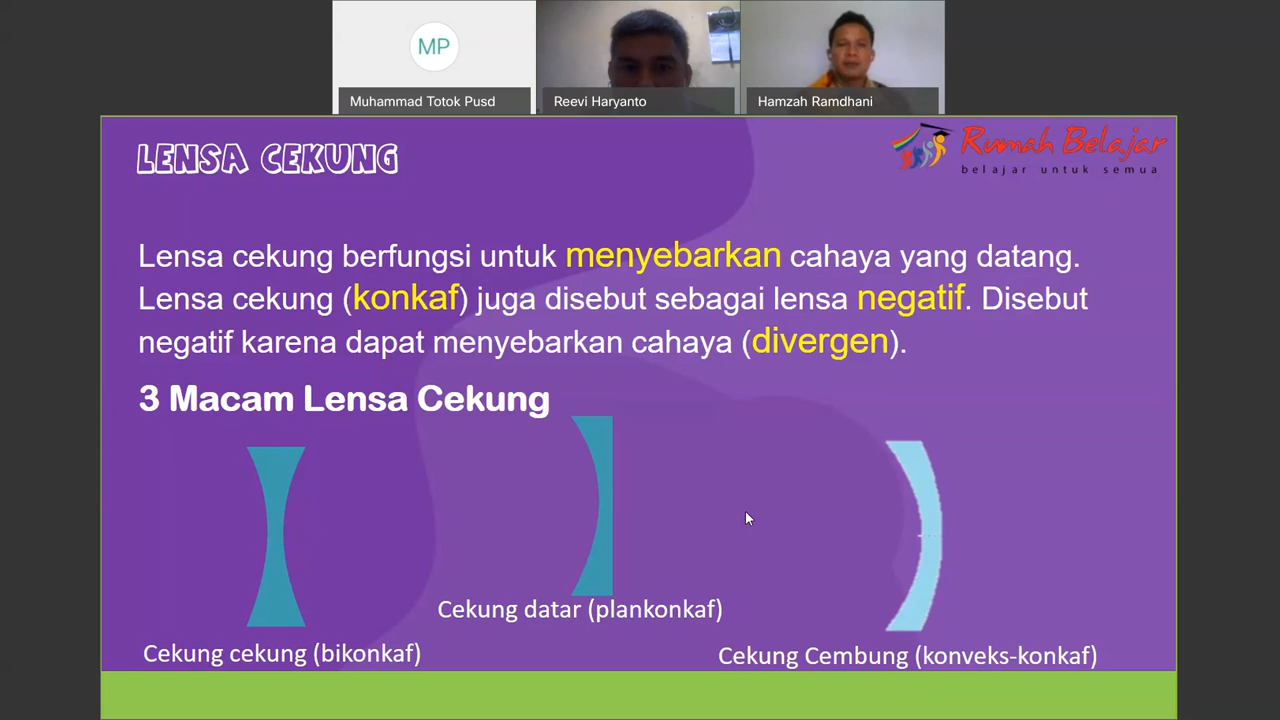 MP
Muhammad Totok Pusd
Reevi Haryanto
Hamzah Ramdhani
LENSA CEKUNG
Rumah Belajar
belajar untuk semua
Lensa cekung berfungsi untuk menyebarkan cahaya yang datang.
Lensa cekung (konkaf) juga disebut sebagai lensa negatif. Disebut
negatif karena dapat menyebarkan cahaya (divergen).
3 Macam Lensa Cekung
Cekung datar (plankonkaf)
Cekung cekung (bikonkaf)
Cekung Cembung (konveks-konkaf)